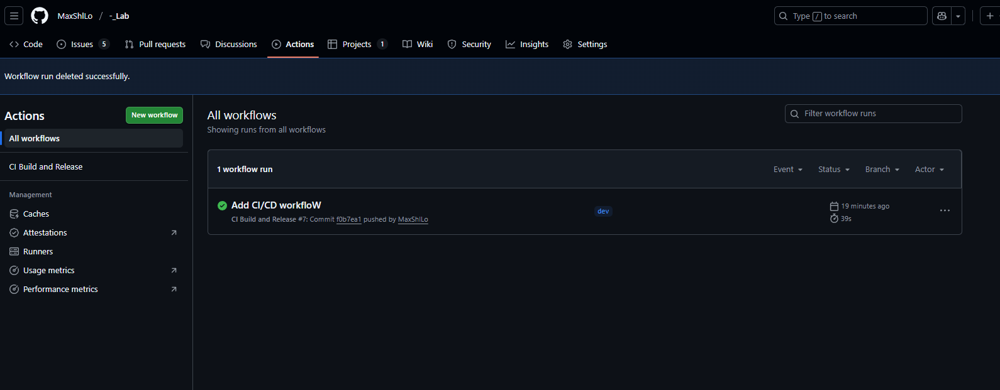 MaxShlLo / -_Lab
Type / to search
Code
Issues 5
Pull requests
Discussions
Actions
Projects 1
Wiki
Security
Insights
Settings
Workflow run deleted successfully.
Actions
New workflow
All workflows
CI Build and Release
Management
Caches
Attestations
Runners
Usage metrics
Performance metrics
All workflows
Showing runs from all workflows
Filter workflow runs
1 workflow run
Event
Status
Branch
Actor
Add CI/CD workfloW
CI Build and Release #7: Commit f0b7ea1 pushed by MaxShlLo
dev
19 minutes ago
39s